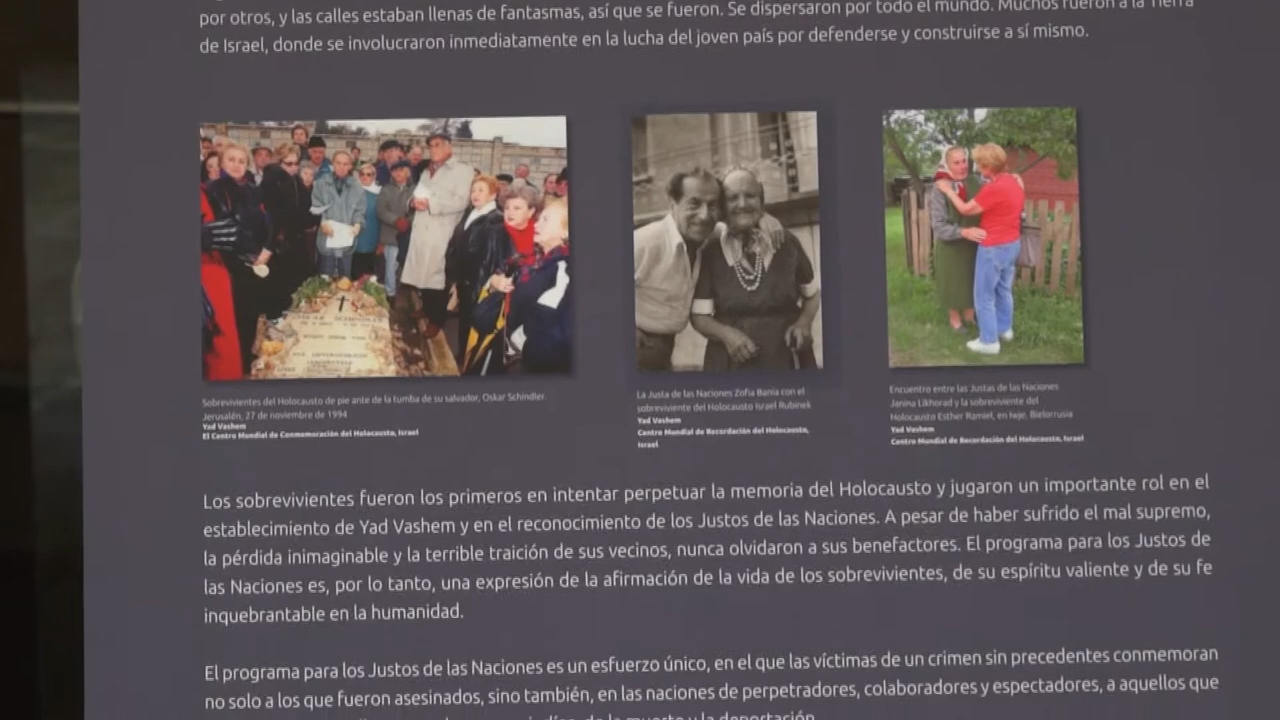 por otros, y las calles estaban llenas de fantasmas, así que se fueron. Se dispersaron por todo el mundo. Muchos fueron a la Tierra
de Israel, donde se involucraron inmediatamente en la lucha del joven país por defenderse y construirse a sí mismo.
Sobrevivientes del Holocausto de pie ante de la tumba de su salvador, Oskar Schindler.
Jerusalén, 27 de noviembre de 1994
Yad Vashem
El Centro Mundial de Conmemoración del Holocausto, Israel
La Justa de las Naciones Zofia Bania con el
sobreviviente del Holocausto Israel Rubinek
Yad Vashem
Centro Mundial de Recordación del Holocausto,
Israel
Encuentro entre las Justas de las Naciones
Janina Likhorad y la sobreviviente del
Holocausto Esther Ramiel, en Bielorrusia
Yad Vashem
Centro Mundial de Recordación del Holocausto, Israel
Los sobrevivientes fueron los primeros en intentar perpetuar la memoria del Holocausto y jugaron un importante rol en el
establecimiento de Yad Vashem y en el reconocimiento de los Justos de las Naciones. A pesar de haber sufrido el mal supremo,
la pérdida inimaginable y la terrible traición de sus vecinos, nunca olvidaron a sus benefactores. El programa para los Justos de
las Naciones es, por lo tanto, una expresión de la afirmación de la vida de los sobrevivientes, de su espíritu valiente y de su fe
inquebrantable en la humanidad.
El programa para los Justos de las Naciones es un esfuerzo único, en el que las víctimas de un crimen sin precedentes conmemoran
no solo a los que fueron asesinados, sino también, en las naciones de perpetradores, colaboradores y espectadores, a aquellos que
de la muerte y la deportación.